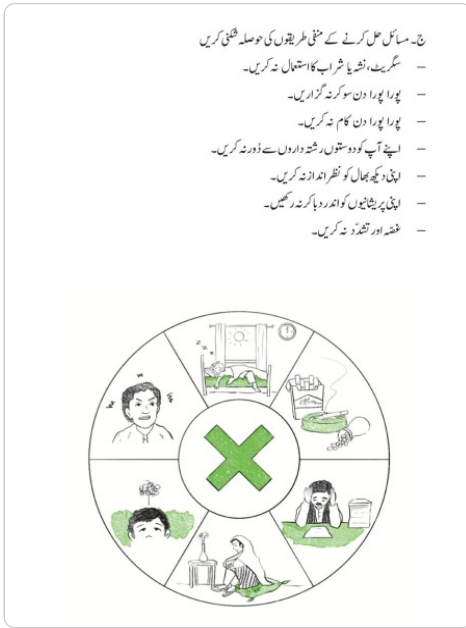 ج۔ مسائل حل کرنے کے منفی طریقوں کی حوصلہ شکنی کریں
– سگریٹ، نشہ یا شراب کا استعمال نہ کریں۔
– پورا پورا دن سو کر نہ گزاریں۔
– پورا پورا دن کام نہ کریں۔
– اپنے آپ کو دوستوں رشتہ داروں سے دُور نہ کریں۔
– اپنی دیکھ بھال کو نظر انداز نہ کریں۔
– اپنی پریشانیوں کو اندر دبا کر نہ رکھیں۔
– غصّہ اور تشدّد نہ کریں۔